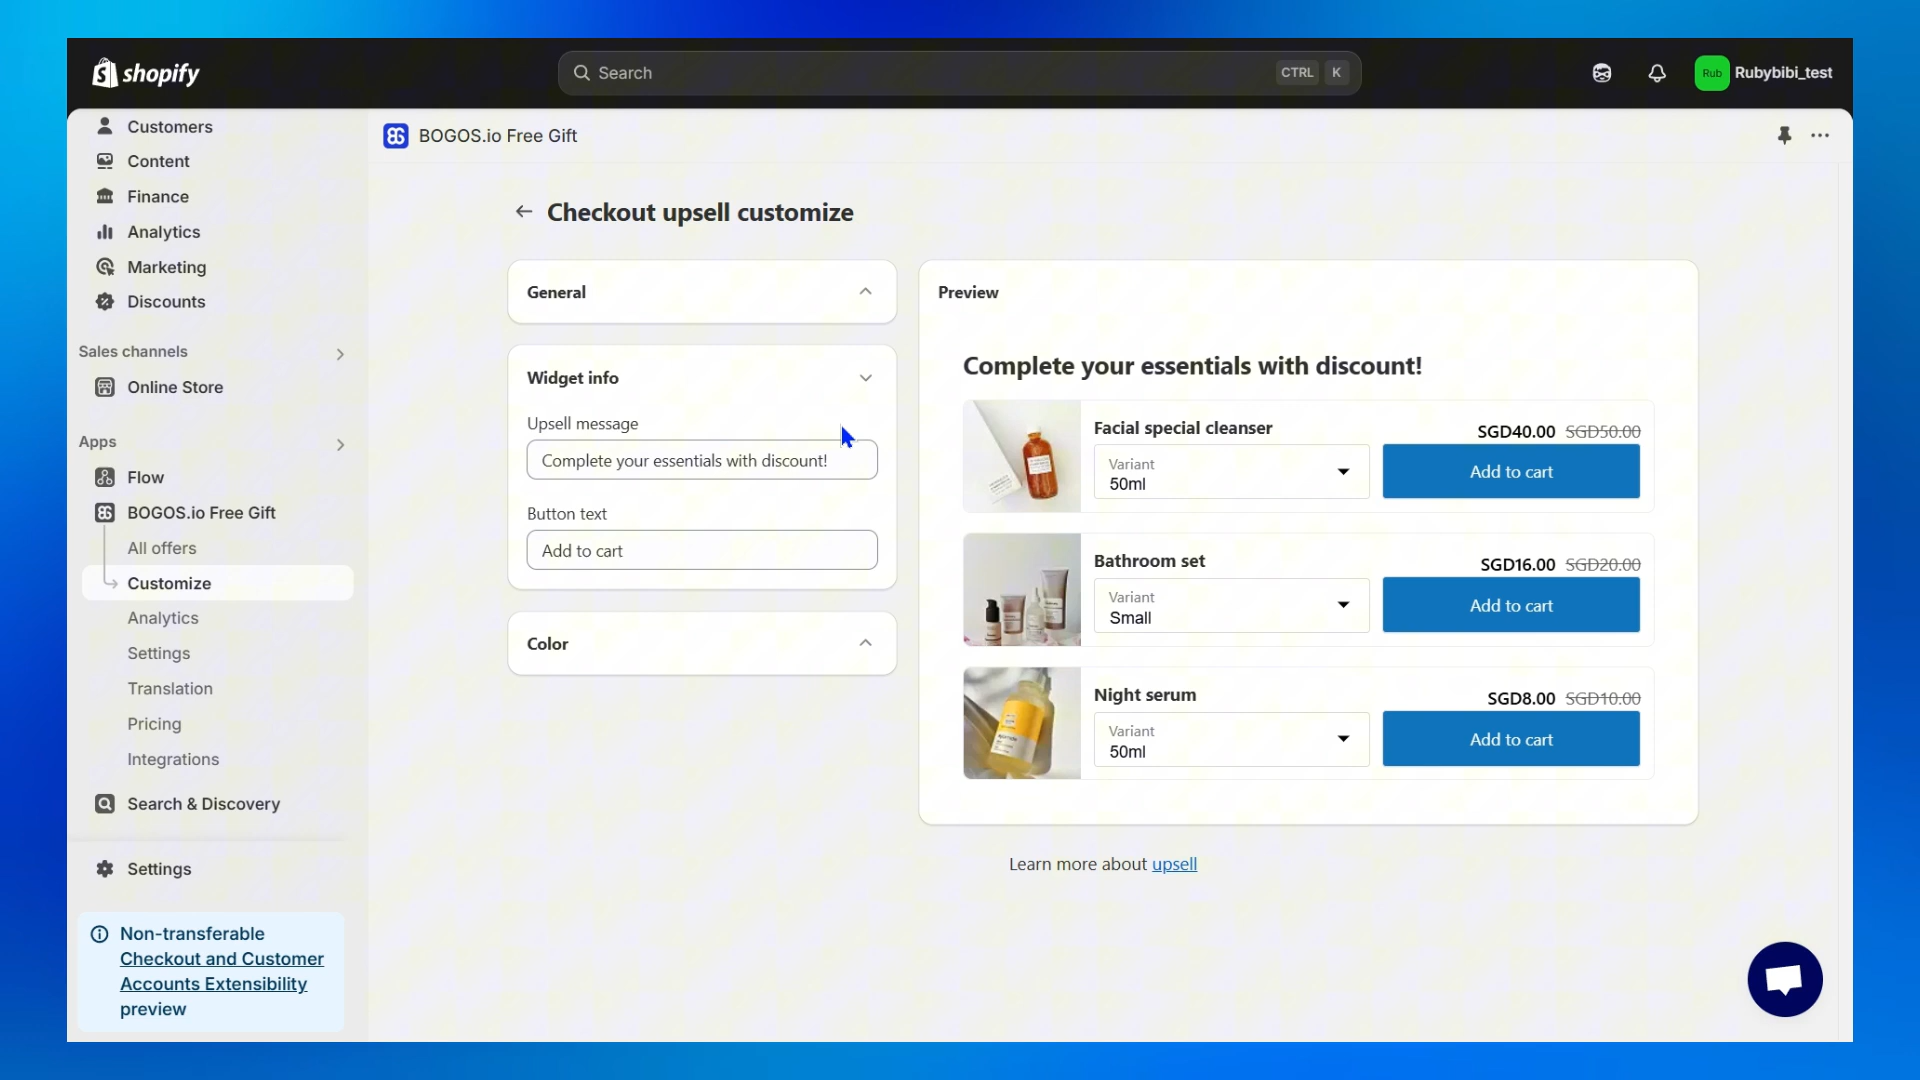 shopify
Search
CTRL K
Rub
Rubybibi_test
Customers
Content
Finance
Analytics
Marketing
Discounts
Sales channels
Online Store
Apps
Flow
BOGOS.io Free Gift
All offers
Customize
Analytics
Settings
Translation
Pricing
Integrations
Search & Discovery
Settings
Non-transferable
Checkout and Customer
Accounts Extensibility
preview
BOGOS.io Free Gift
Checkout upsell customize
General
Widget info
Upsell message
Complete your essentials with discount!
Button text
Add to cart
Color
Preview
Complete your essentials with discount!
Facial special cleanser
SGD40.00 SGD50.00
Variant
50ml
Add to cart
Bathroom set
SGD16.00 SGD20.00
Variant
Small
Add to cart
Night serum
SGD8.00 SGD10.00
Variant
50ml
Add to cart
Learn more about upsell